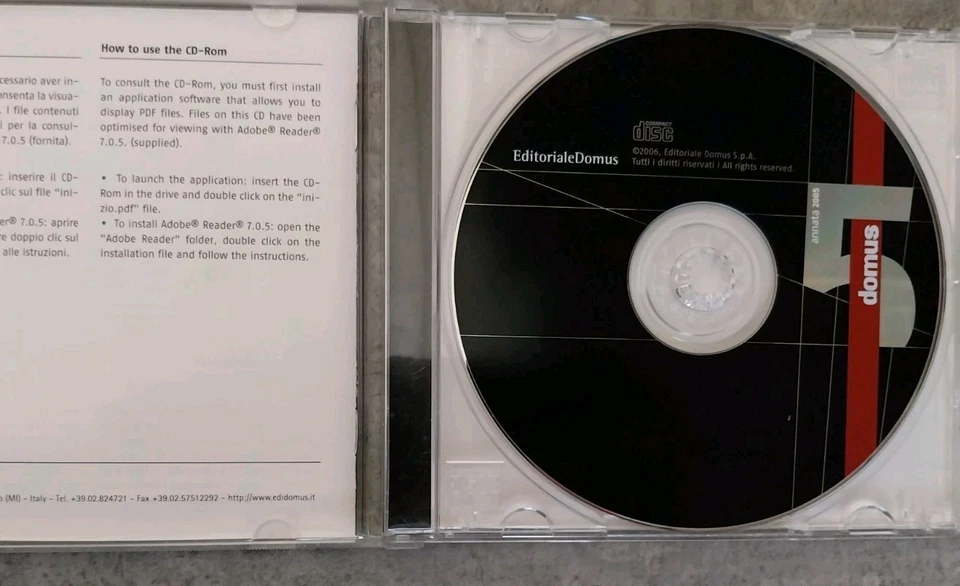 cessario aver in-
nsenta la visua-
. I file contenuti
i per la consul-
7.0.5 (fornita).
: inserire il CD-
clic sul file “ini-
er® 7.0.5: aprire
re doppio clic sul
alle istruzioni.
How to use the CD-Rom
To consult the CD-Rom, you must first install
an application software that allows you to
display PDF files. Files on this CD have been
optimised for viewing with Adobe® Reader®
7.0.5. (supplied).
• To launch the application: insert the CD-
Rom in the drive and double click on the “ini-
zio.pdf” file.
• To install Adobe® Reader® 7.0.5: open the
“Adobe Reader” folder, double click on the
installation file and follow the instructions.
o (MI) - Italy - Tel. +39.02.824721 - Fax +39.02.57512292 - http://www.edidomus.it
COMPACT
disc
EditorialeDomus
©2006, Editoriale Domus S.p.A.
Tutti i diritti riservati | All rights reserved.
annata 2005
5
domus